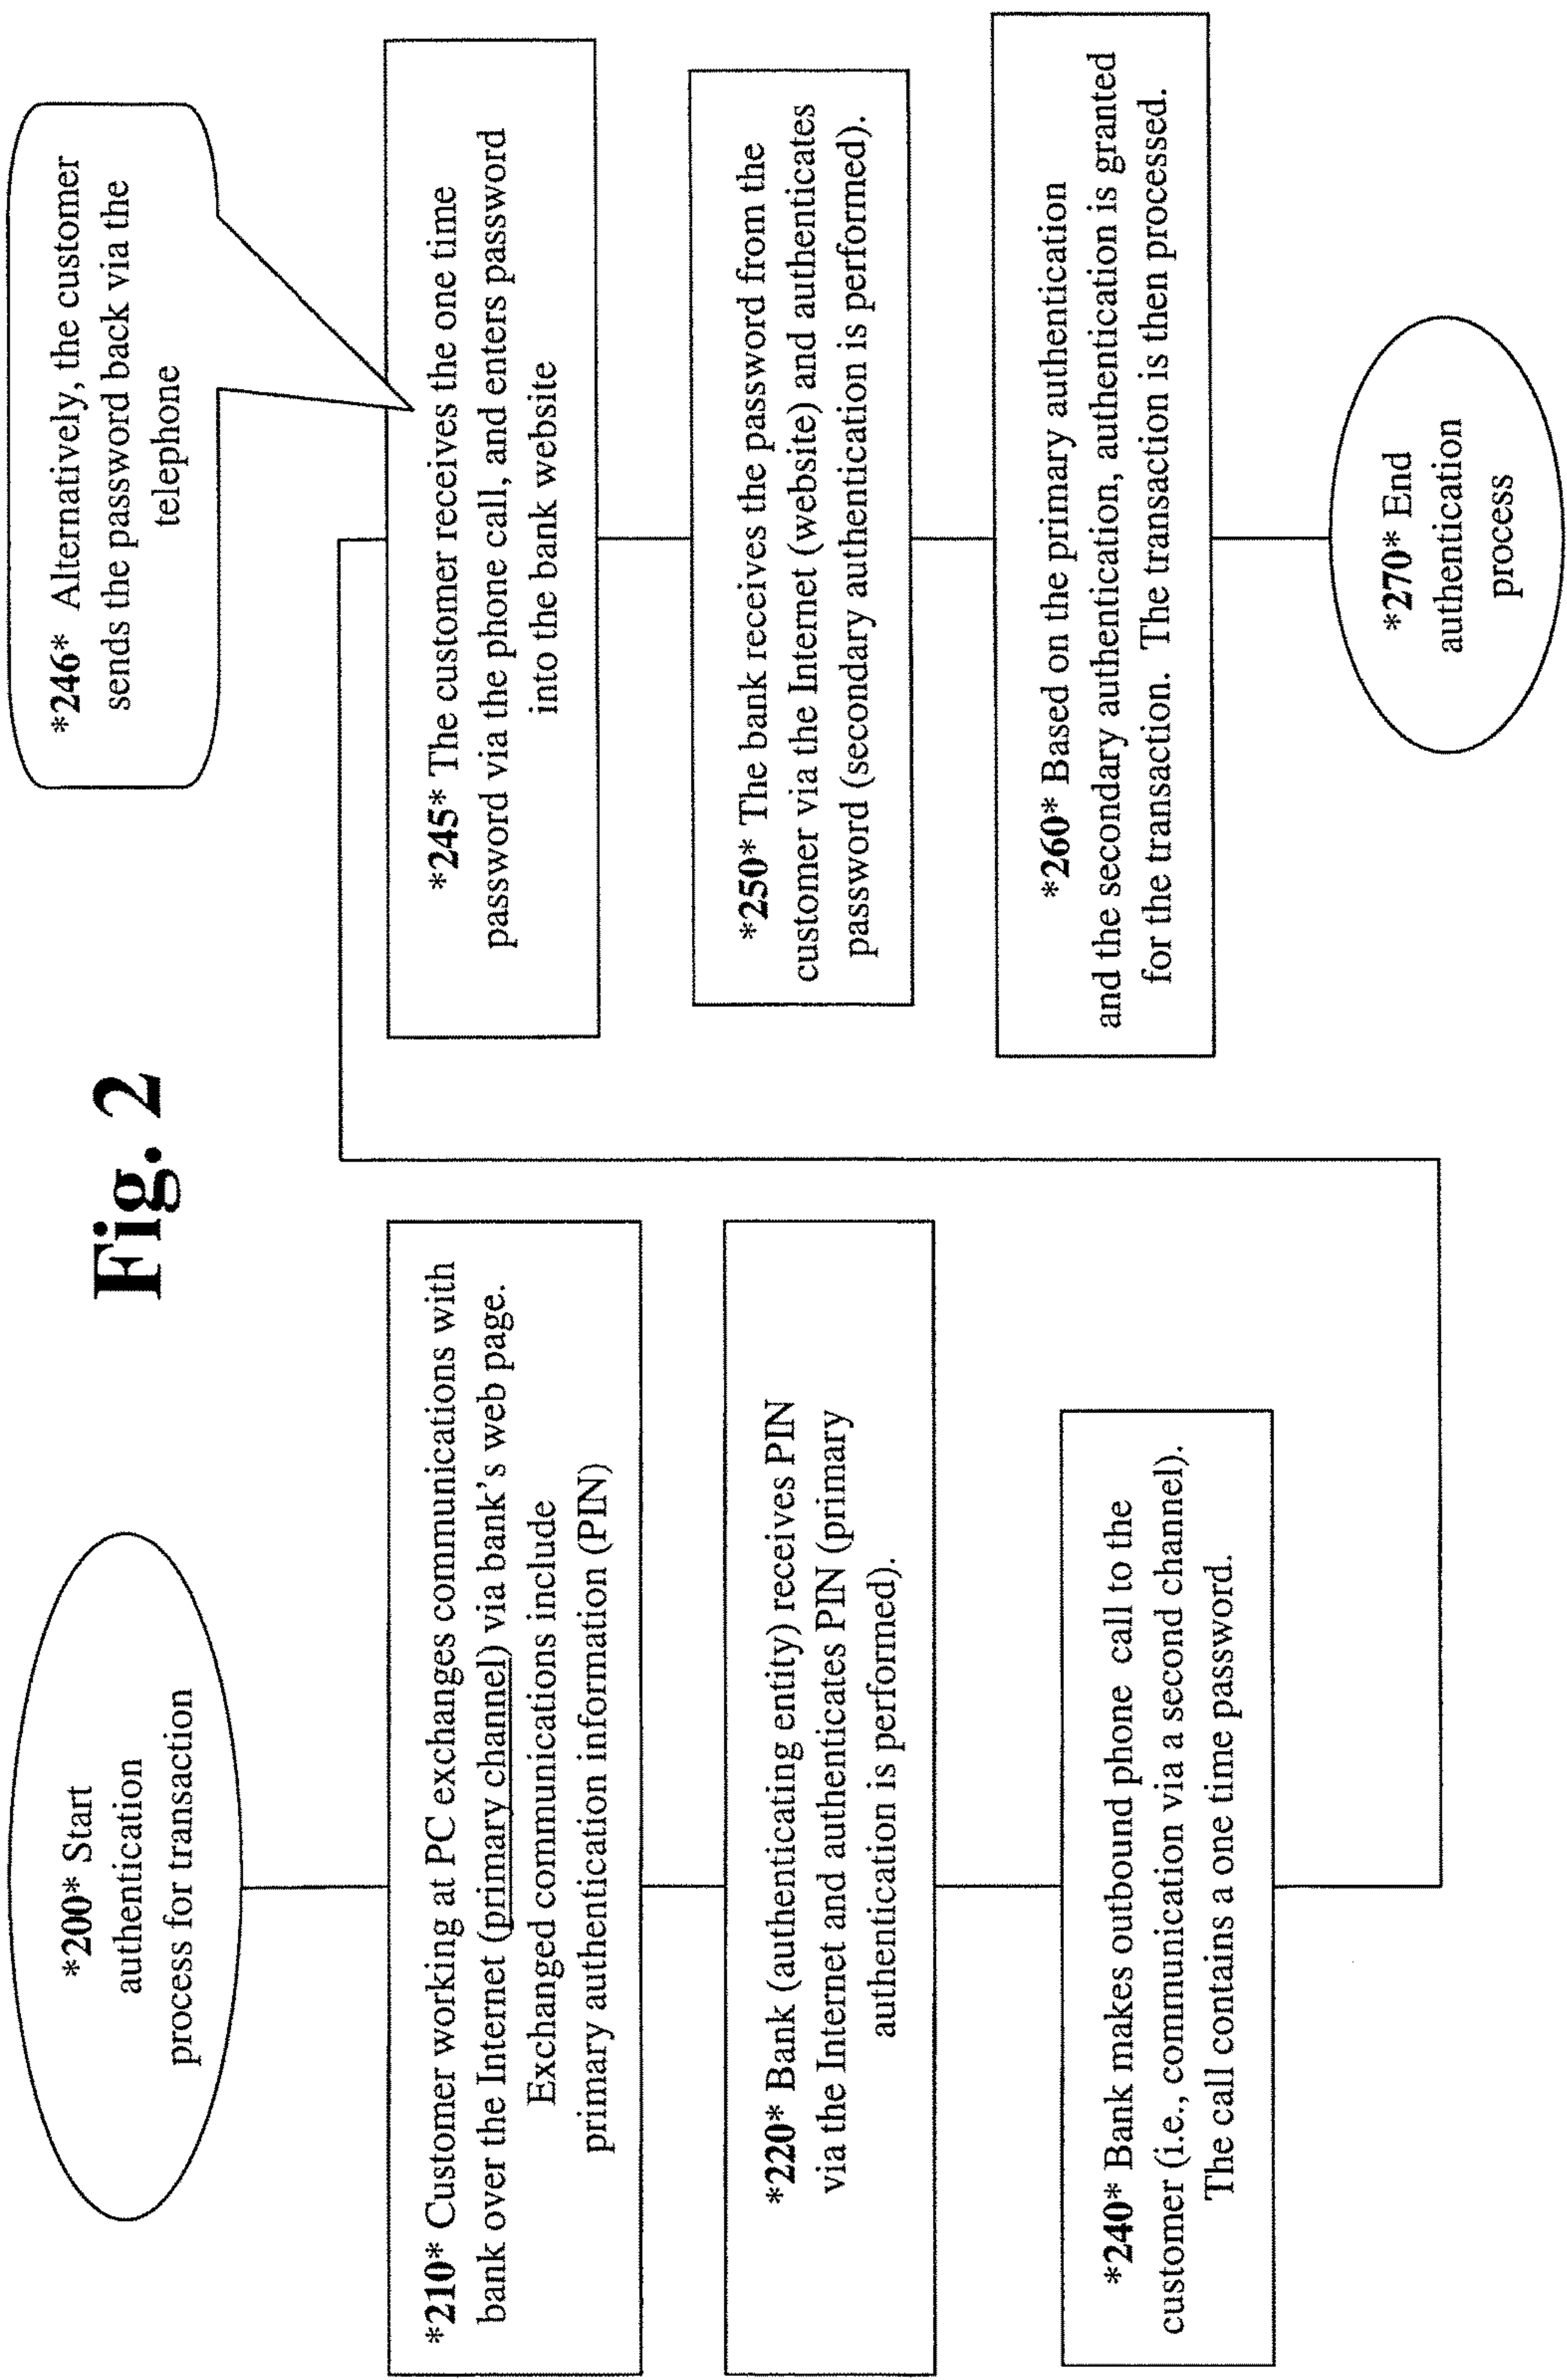 Fig. 2
*200* Start
authentication
process for transaction
*210* Customer working at PC exchanges communications with
bank over the Internet (primary channel) via bank's web page.
Exchanged communications include
primary authentication information (PIN)
*220* Bank (authenticating entity) receives PIN
via the Internet and authenticates PIN (primary
authentication is performed).
*240* Bank makes outbound phone call to the
customer (i.e., communication via a second channel).
The call contains a one time password.
*246* Alternatively, the customer
sends the password back via the
telephone
*245* The customer receives the one time
password via the phone call, and enters password
into the bank website
*250* The bank receives the password from the
customer via the Internet (website) and authenticates
password (secondary authentication is performed).
*260* Based on the primary authentication
and the secondary authentication, authentication is granted
for the transaction. The transaction is then processed.
*270* End
authentication
process